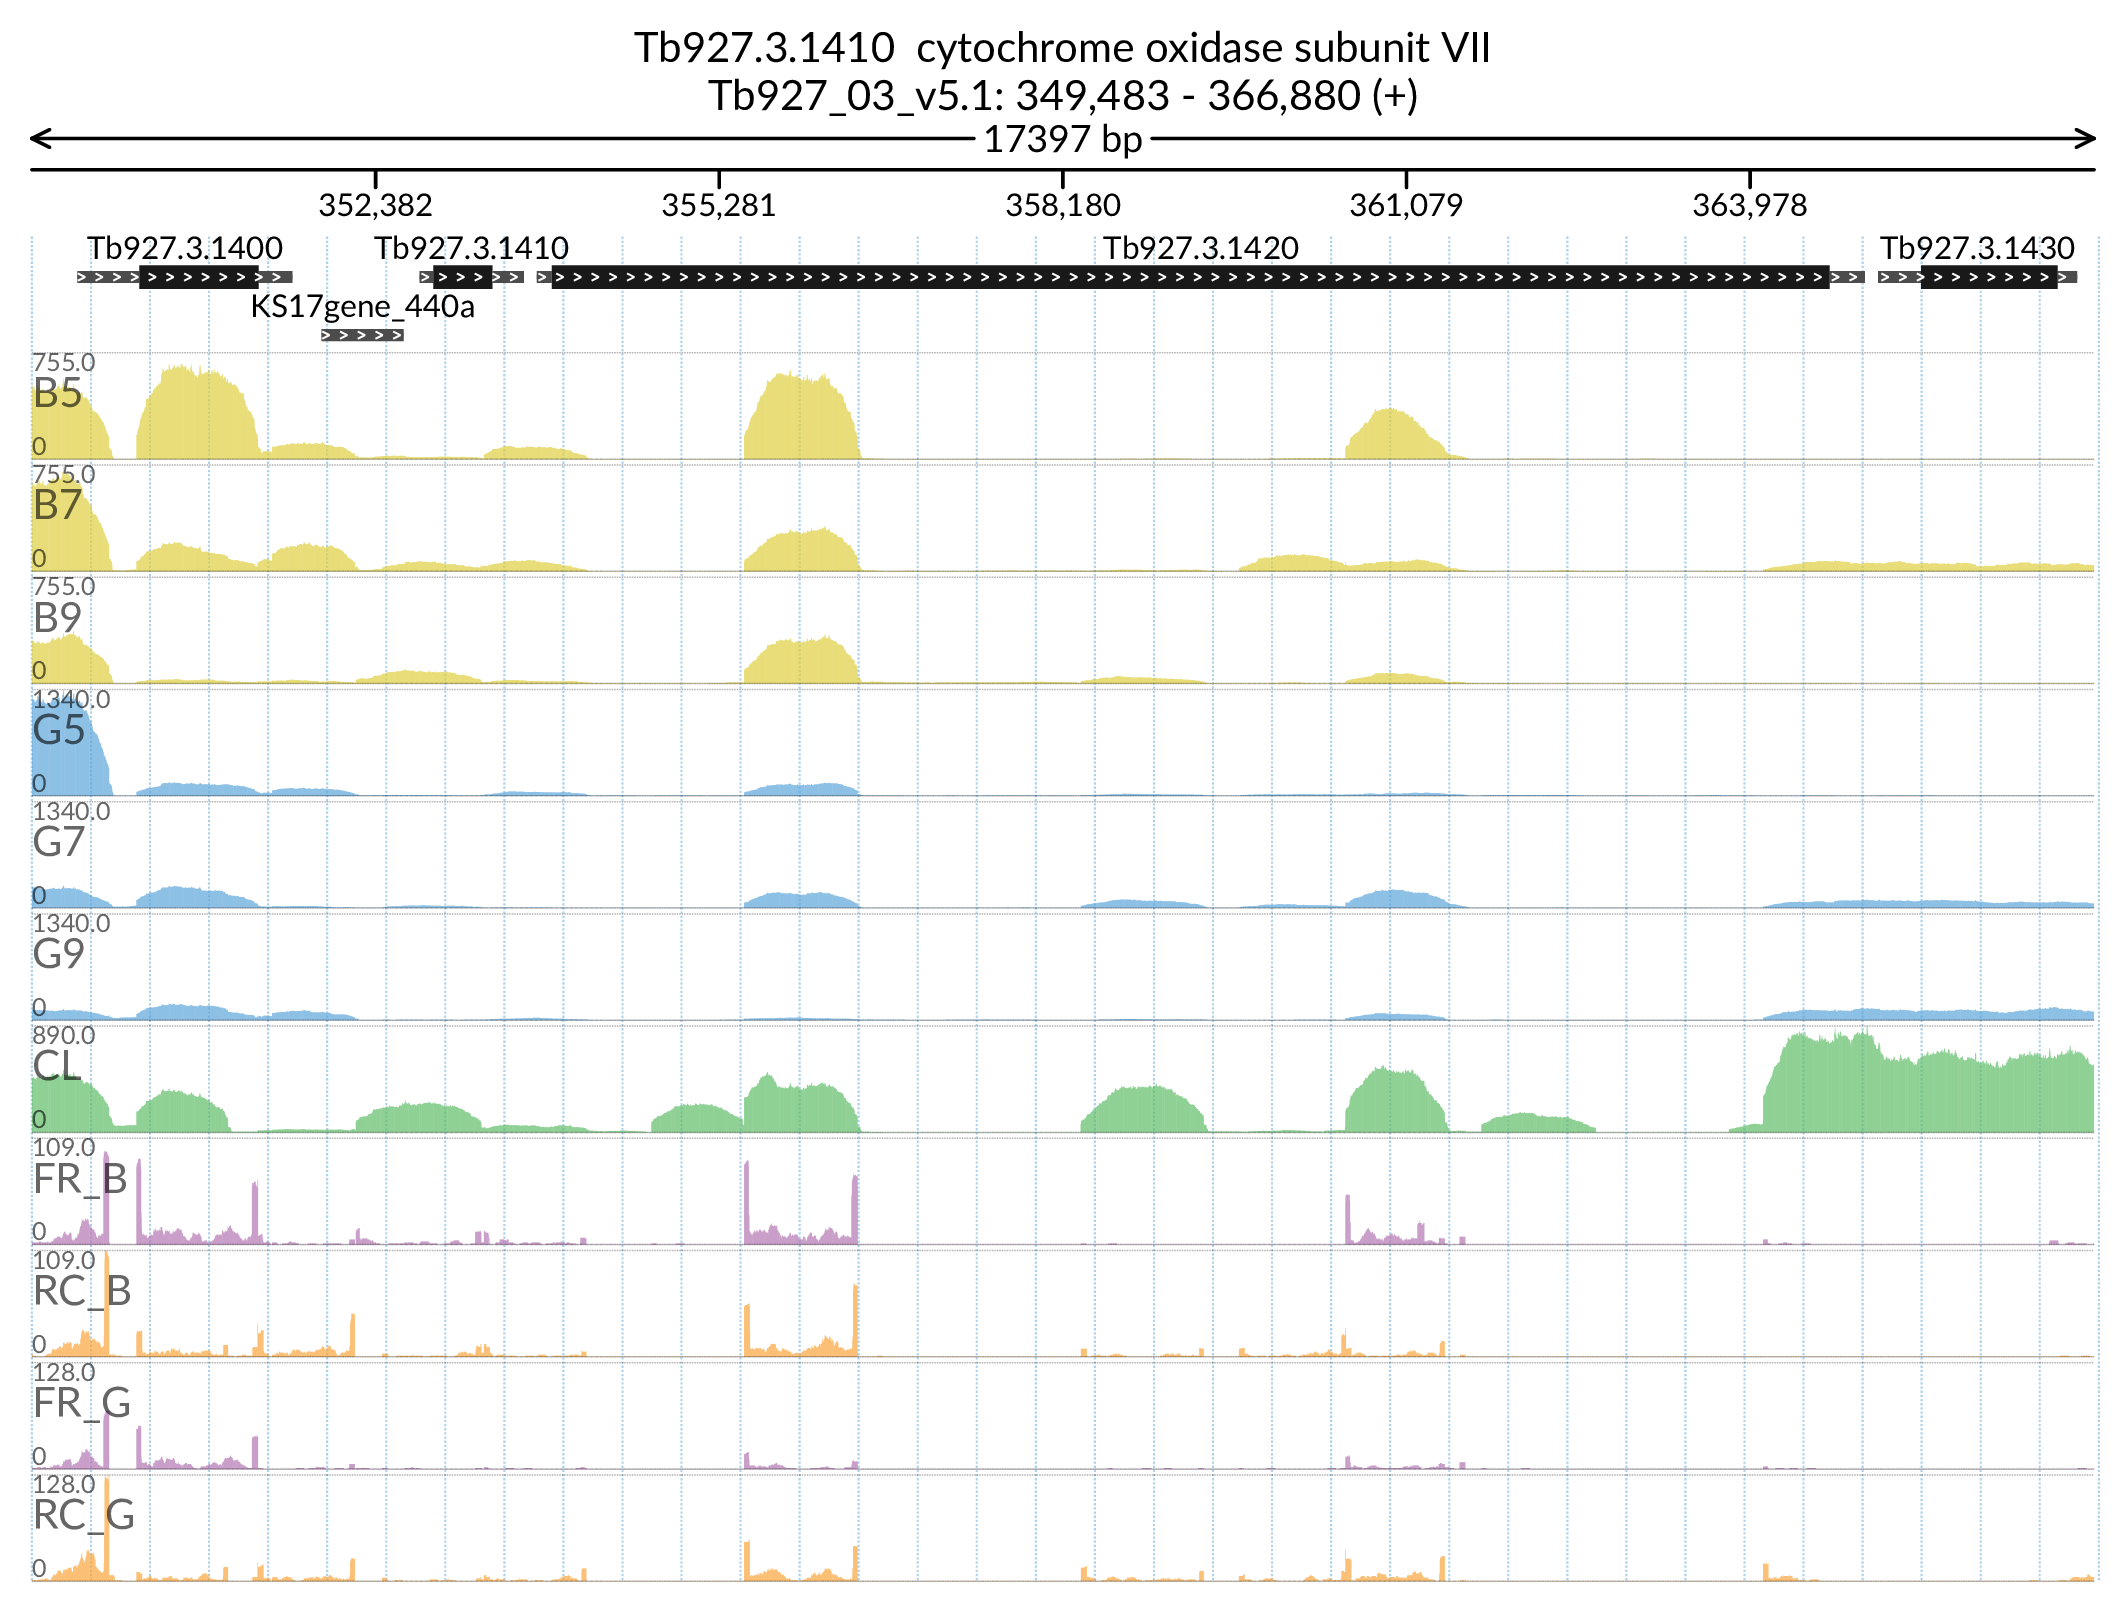 Tb927.3.1410  cytochrome oxidase subunit VII
Tb927_03_v5.1: 349,483 - 366,880 (+)
17397 bp
352,382 355,281 358,180 361,079 363,978
Tb927.3.1400 Tb927.3.1410 Tb927.3.1420 Tb927.3.1430
KS17gene_440a
755.0
B5
0
755.0
B7
0
755.0
B9
0
1340.0
G5
0
1340.0
G7
0
1340.0
G9
0
890.0
CL
0
109.0
FR_B
0
109.0
RC_B
0
128.0
FR_G
0
128.0
RC_G
0